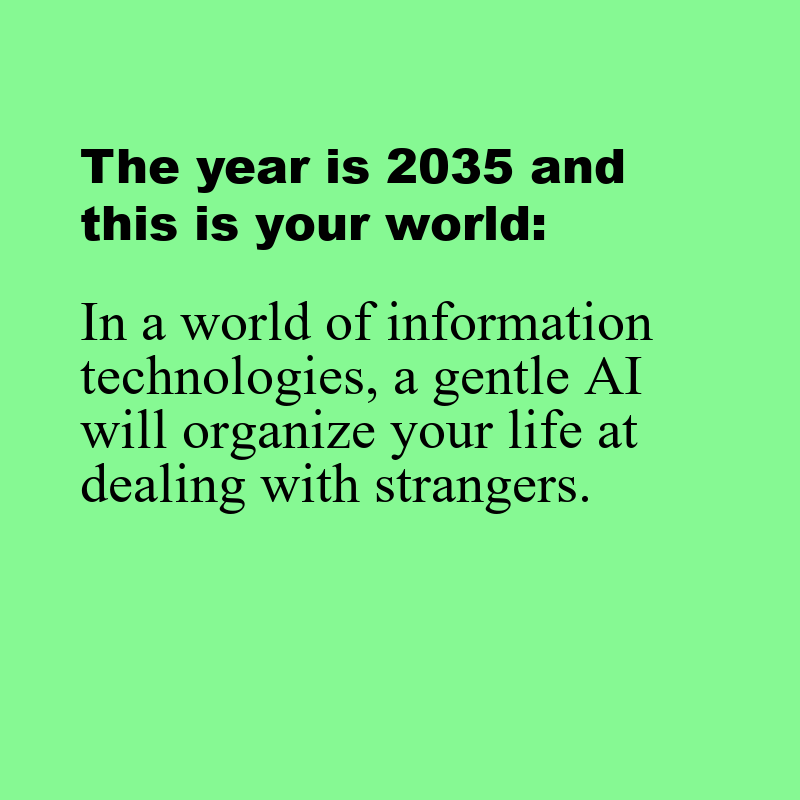 The year is 2035 and
this is your world:
In a world of information
technologies, a gentle AI
will organize your life at
dealing with strangers.